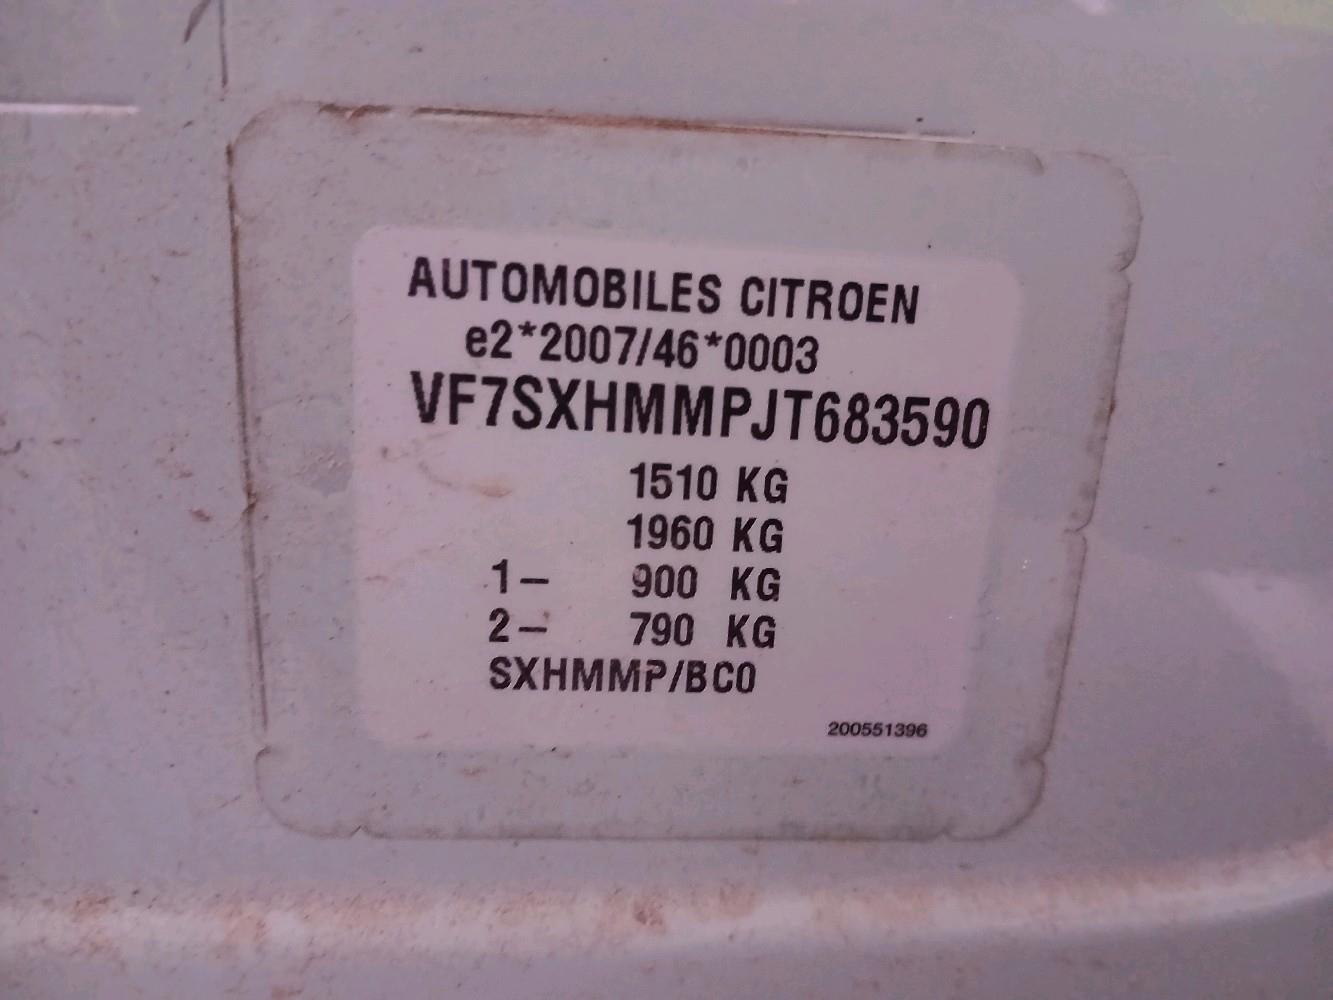 AUTOMOBILES CITROEN
e2*2007/46*0003
VF7SXHMMPJT683590
1510 KG
1960 KG
1- 900 KG
2- 790 KG
SXHMMP/BC0
200551396